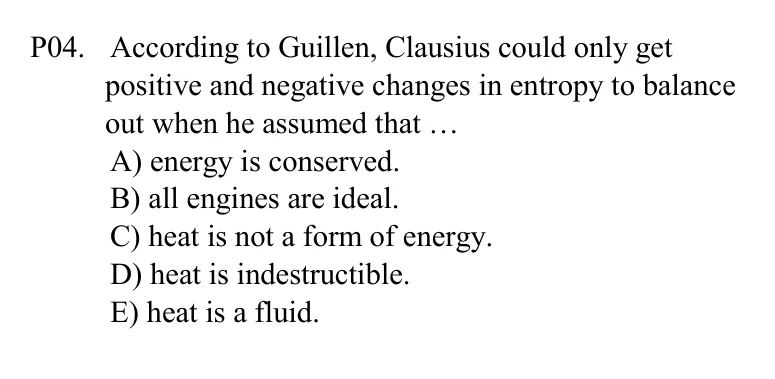 P04. According to Guillen, Clausius could only get
positive and negative changes in entropy to balance
out when he assumed that …
A) energy is conserved.
B) all engines are ideal.
C) heat is not a form of energy.
D) heat is indestructible.
E) heat is a fluid.